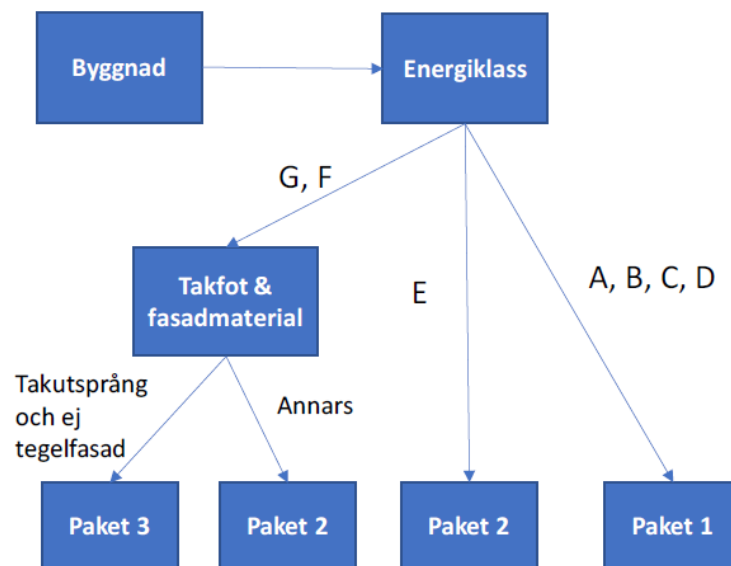 Byggnad
Energiklass
G, F
Takfot &
fasadmaterial
E
A, B, C, D
Takutsprång
och ej
tegelfasad
Annars
Paket 3
Paket 2
Paket 2
Paket 1